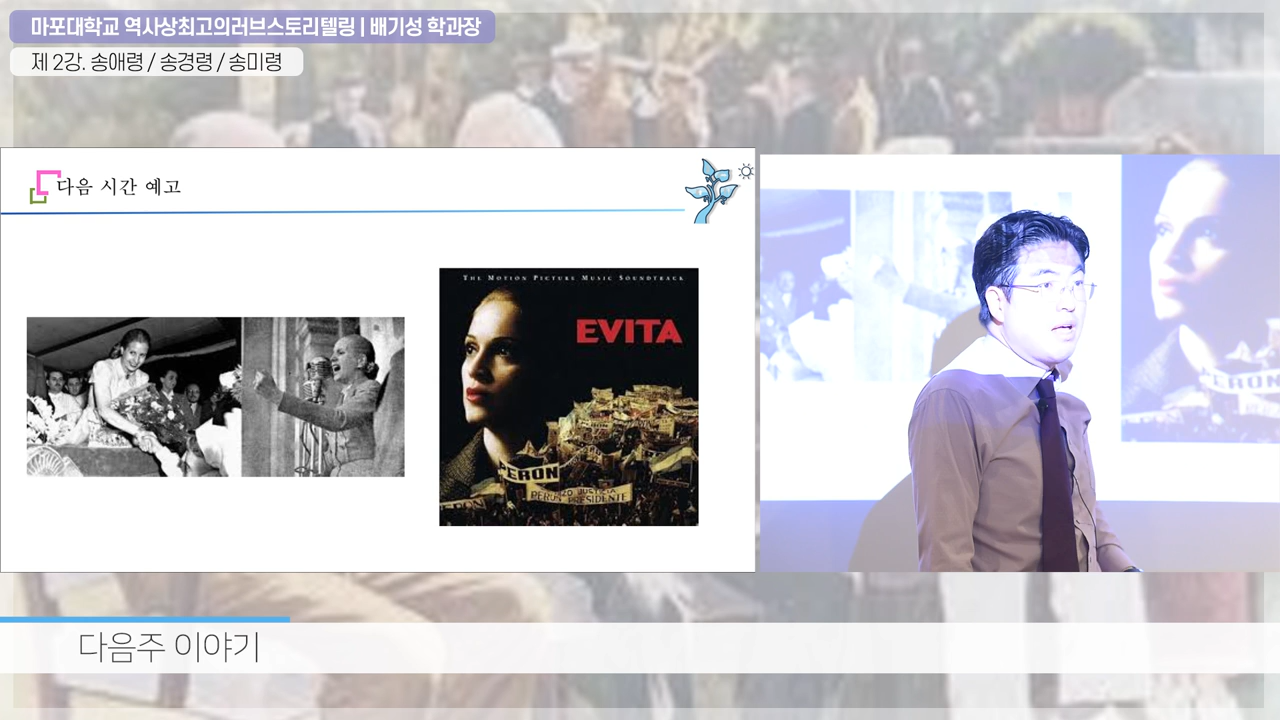 마포대학교 역사상최고의러브스토리텔링 | 배기성 학과장
제 2강. 송애령 / 송경령 / 송미령
다음 시간 예고
THE MOTION PICTURE MUSIC SOUNDTRACK
EVITA
PERON
PERON PRESIDENTE
PERON
다음주 이야기